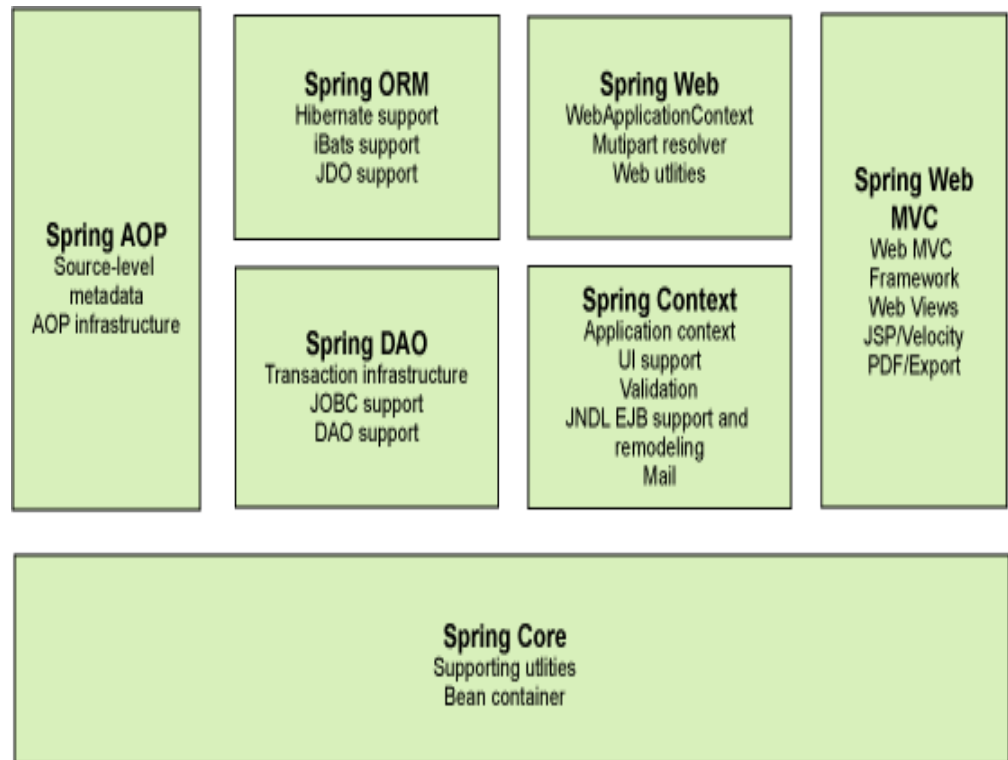 Spring AOP
Source-level
metadata
AOP infrastructure
Spring ORM
Hibernate support
iBats support
JDO support
Spring Web
WebApplicationContext
Mutipart resolver
Web utlities
Spring Web
MVC
Web MVC
Framework
Web Views
JSP/Velocity
PDF/Export
Spring DAO
Transaction infrastructure
JOBC support
DAO support
Spring Context
Application context
UI support
Validation
JNDL EJB support and
remodeling
Mail
Spring Core
Supporting utlities
Bean container